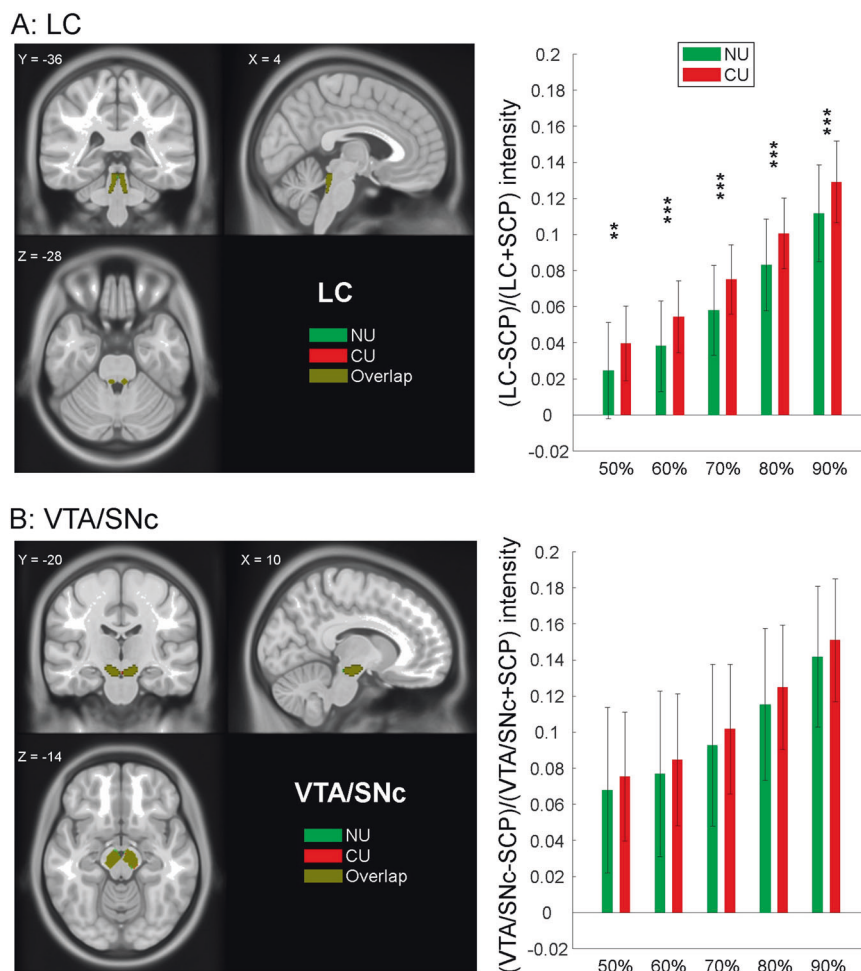 A: LC
Y = -36
X = 4
Z = -28
LC
NU
CU
Overlap
(LC-SCP)/(LC+SCP) intensity
0.2
0.18
0.16
0.14
0.12
0.1
0.08
0.06
0.04
0.02
0
-0.02
NU
CU
**
***
***
***
***
50% 60% 70% 80% 90%
B: VTA/SNc
Y = -20
X = 10
Z = -14
VTA/SNc
NU
CU
Overlap
(VTA/SNc-SCP)/(VTA/SNc+SCP) intensity
0.2
0.18
0.16
0.14
0.12
0.1
0.08
0.06
0.04
0.02
0
-0.02
50% 60% 70% 80% 90%